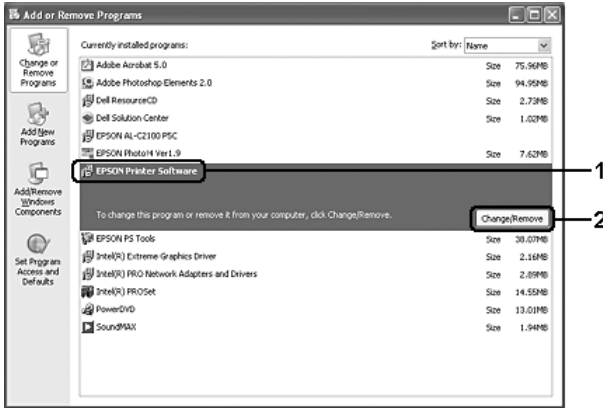 Add or Remove Programs
Change or
Remove
Programs
Add New
Programs
Add/Remove
Windows
Components
Set Program
Access and
Defaults
Currently installed programs:
Sort by: Name
Adobe Acrobat 5.0 Size 75.96MB
Adobe Photoshop Elements 2.0 Size 94.95MB
Dell ResourceCD Size 2.73MB
Dell Solution Center Size 1.02MB
EPSON AL-C2100 PSC
EPSON Photo!4 Ver1.9 Size 7.62MB
EPSON Printer Software 1
To change this program or remove it from your computer, click Change/Remove. Change/Remove 2
EPSON PS Tools Size 38.07MB
Intel(R) Extreme Graphics Driver Size 2.16MB
Intel(R) PRO Network Adapters and Drivers Size 2.89MB
Intel(R) PROSet Size 14.55MB
PowerDVD Size 13.01MB
SoundMAX Size 1.94MB